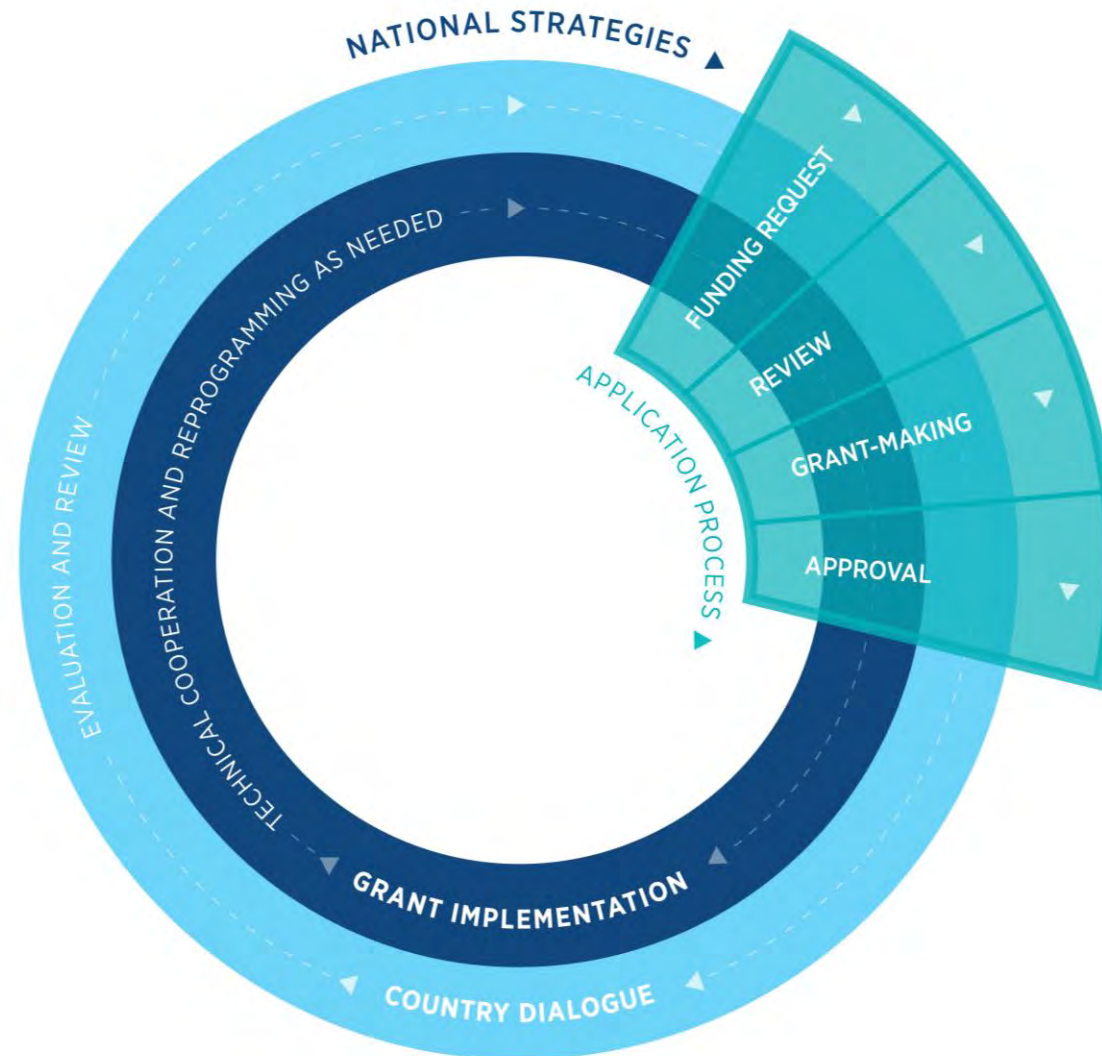 NATIONAL STRATEGIES
FUNDING REQUEST
REVIEW
GRANT-MAKING
APPROVAL
APPLICATION PROCESS
TECHNICAL COOPERATION AND REPROGRAMMING AS NEEDED
EVALUATION AND REVIEW
GRANT IMPLEMENTATION
COUNTRY DIALOGUE